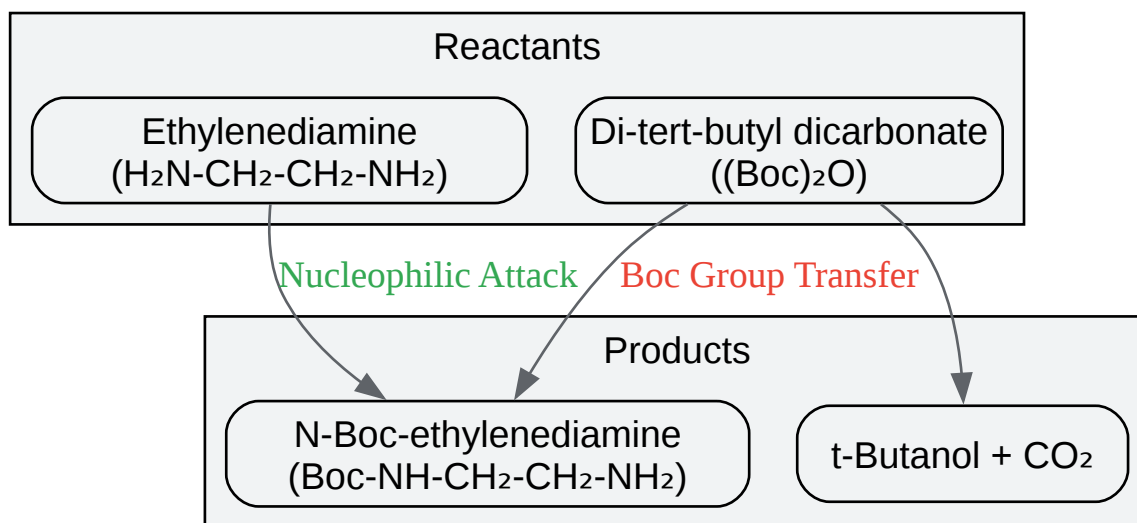 Reactants
Ethylenediamine
(H₂N-CH₂-CH₂-NH₂)
Di-tert-butyl dicarbonate
((Boc)₂O)
Nucleophilic Attack
Boc Group Transfer
Products
N-Boc-ethylenediamine
(Boc-NH-CH₂-CH₂-NH₂)
t-Butanol + CO₂